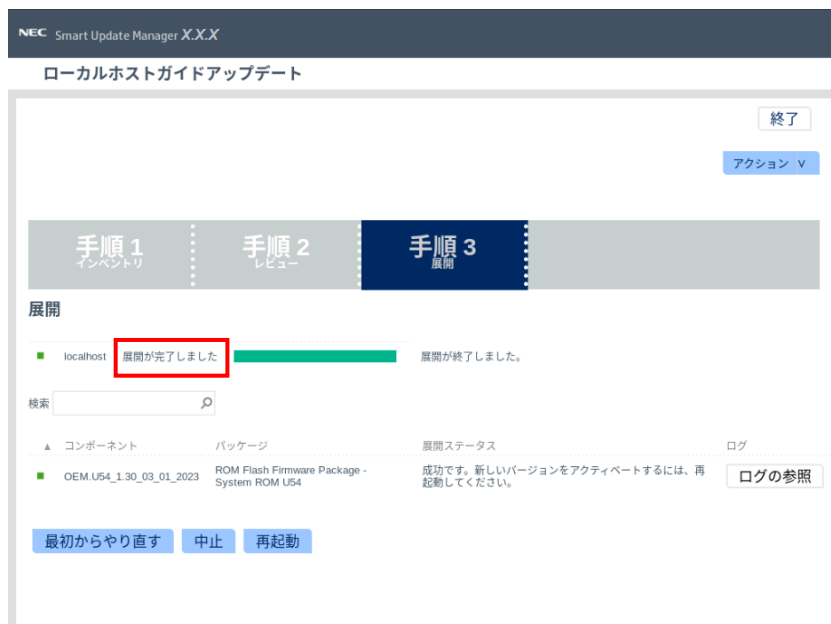 NEC Smart Update Manager X.X.X
ローカルホストガイドアップデート
終了
アクション ∨
手順 1
インベントリ
手順 2
レビュー
手順 3
展開
展開
localhost 展開が完了しました 展開が終了しました。
検索
▲ コンポーネント パッケージ 展開ステータス ログ
OEM.U54_1.30_03_01_2023
ROM Flash Firmware Package -
System ROM U54
成功です。新しいバージョンをアクティベートするには、再
起動してください。
ログの参照
最初からやり直す 中止 再起動